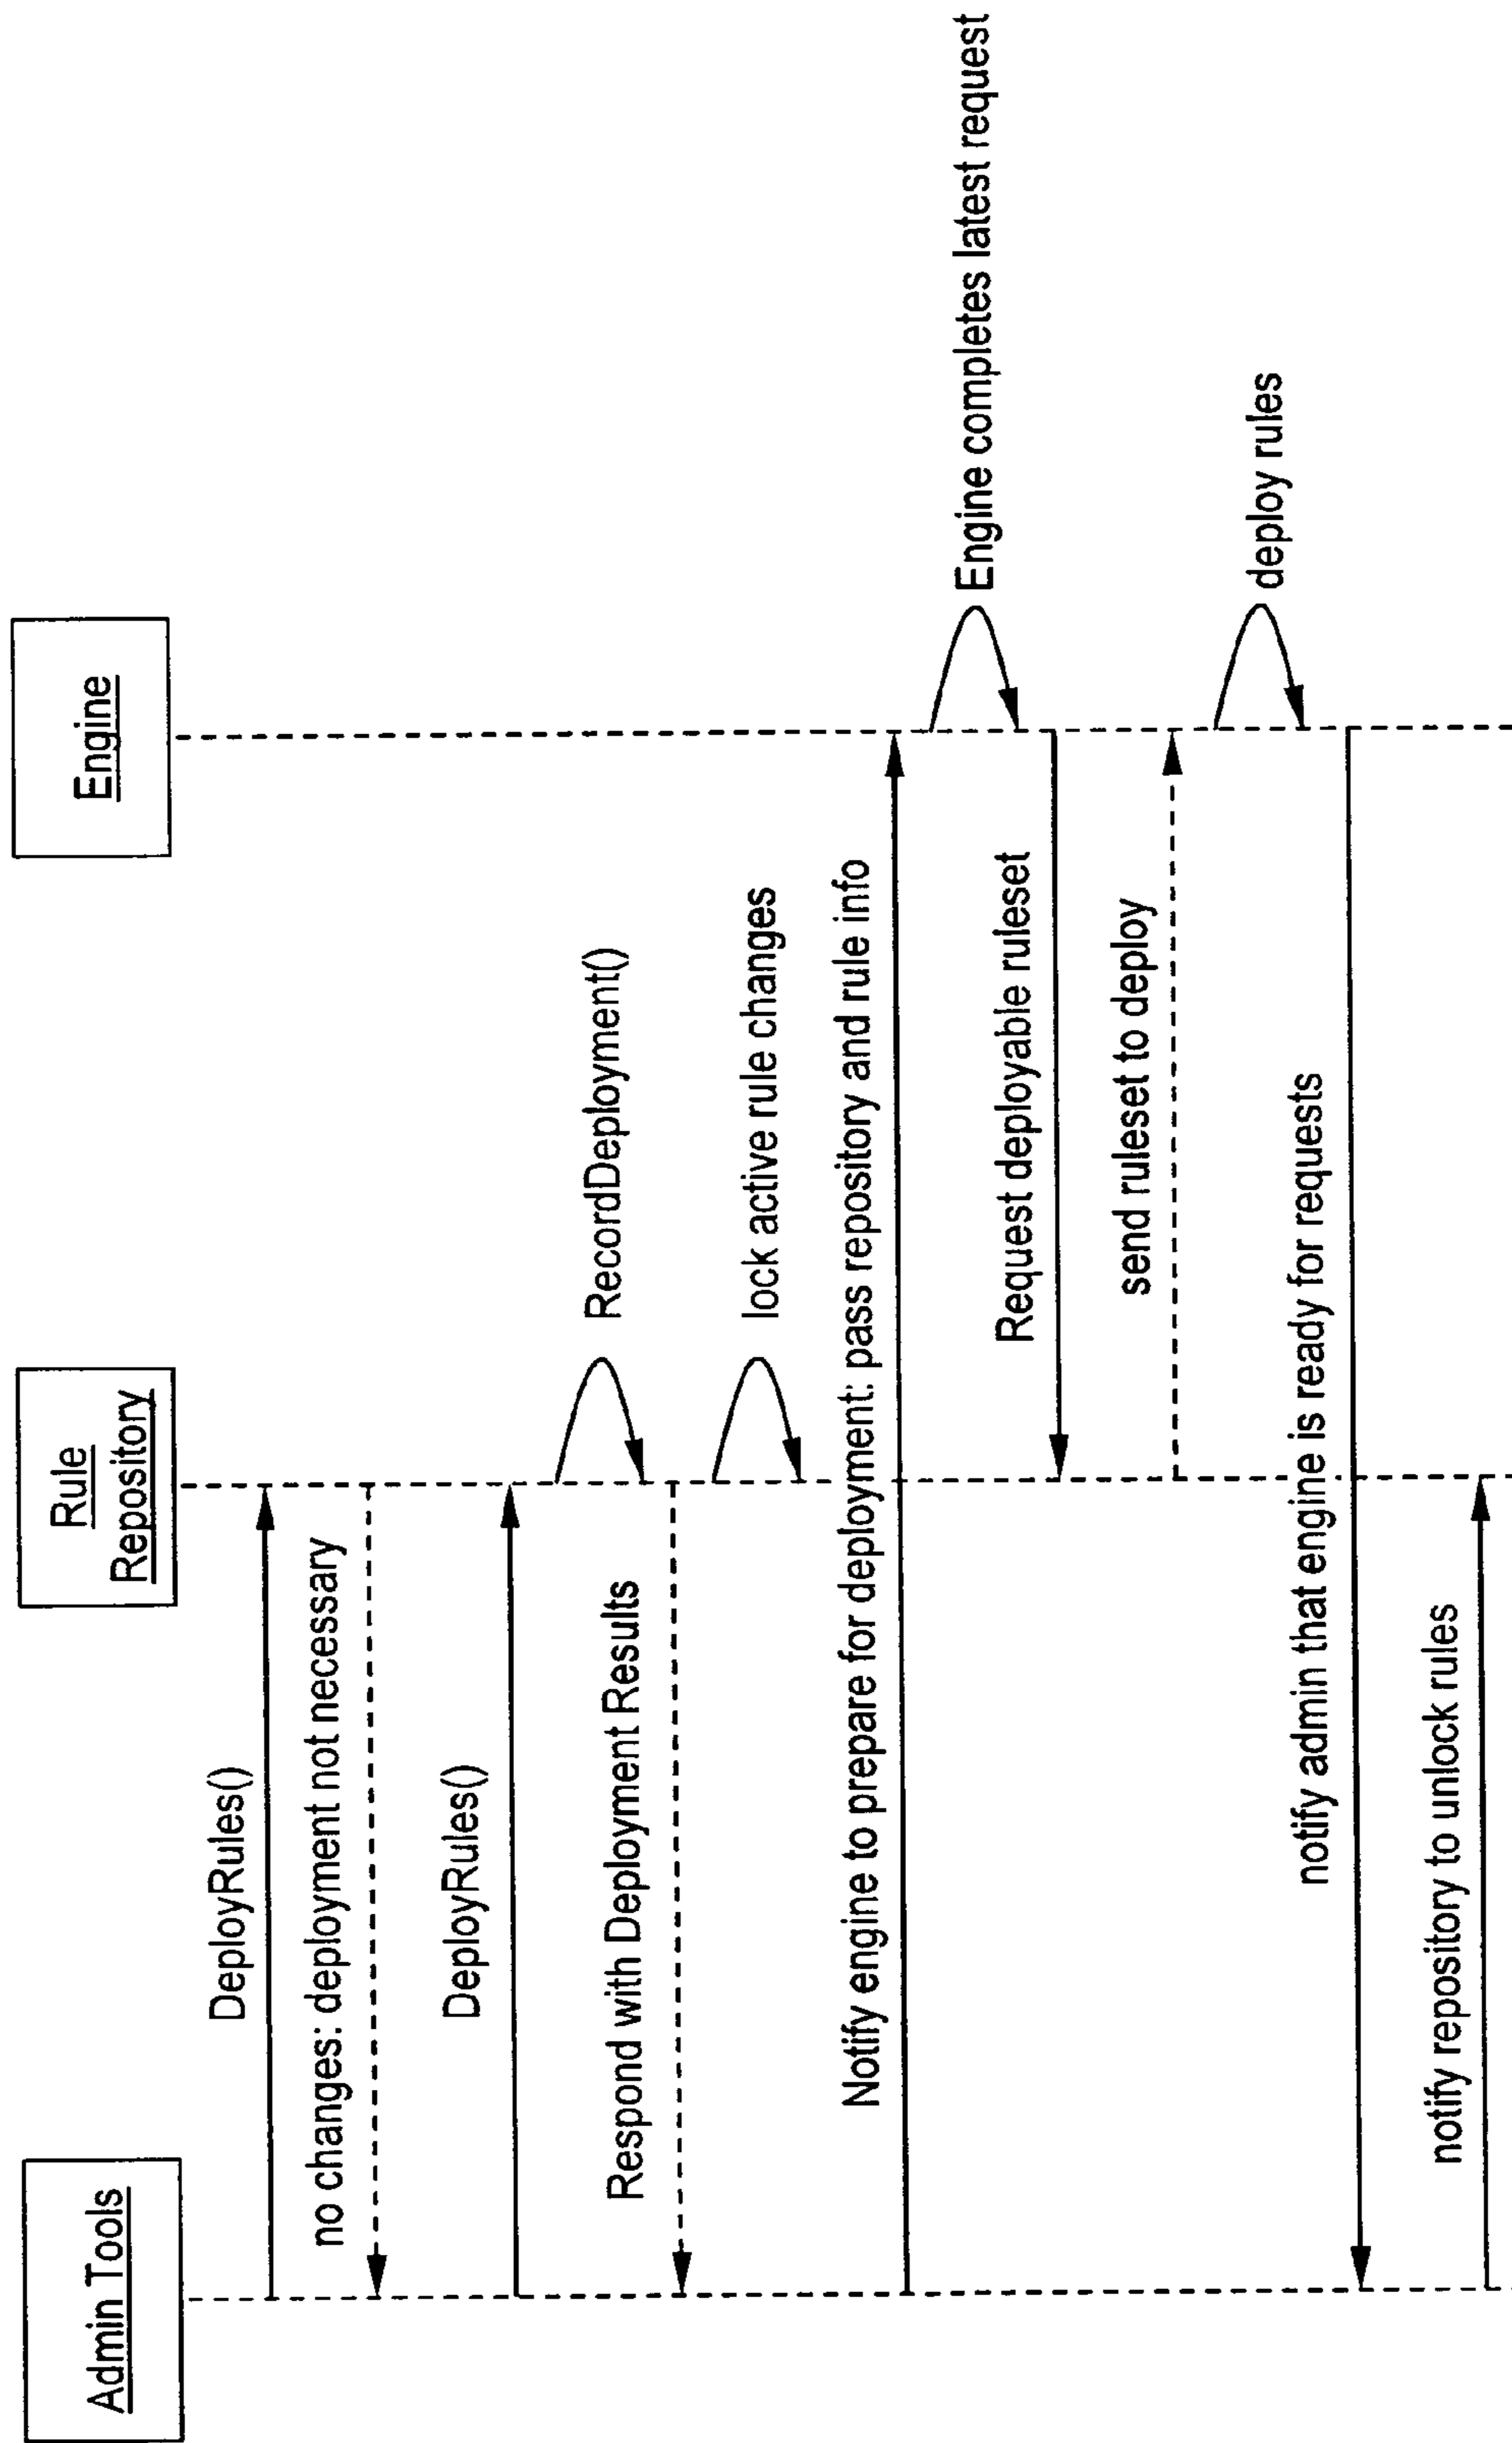 Admin Tools
Rule
Repository
Engine
DeployRules()
no changes: deployment not necessary
DeployRules()
RecordDeployment()
Respond with Deployment Results
lock active rule changes
Notify engine to prepare for deployment: pass repository and rule info
Engine completes latest request
Request deployable ruleset
send ruleset to deploy
deploy rules
notify admin that engine is ready for requests
notify repository to unlock rules